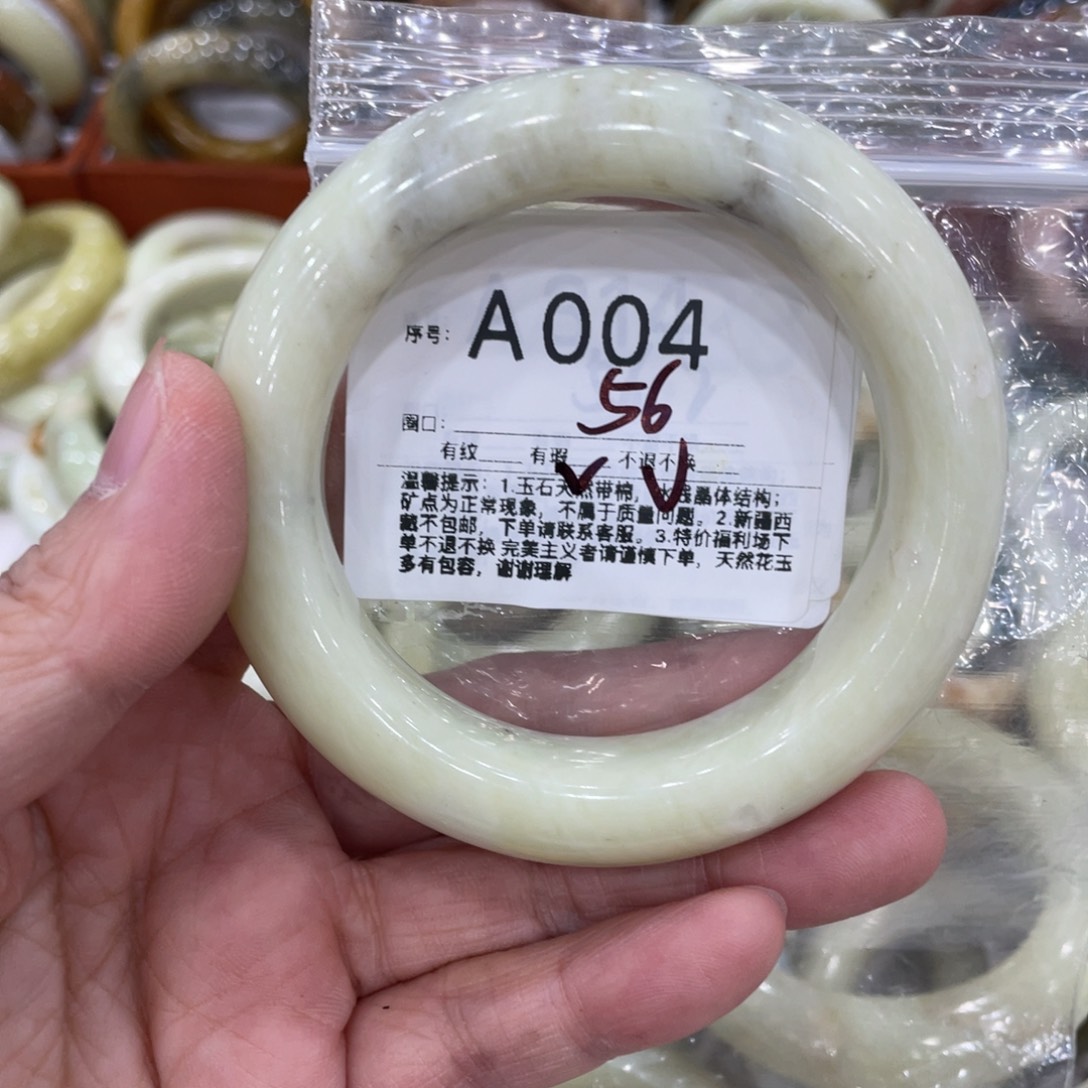 序号： A004
圈口： 56
有纹 有瑕 不退不换
温馨提示：1.玉石天然带棉，晶体结构；
矿点为正常现象，不属于质量问题。2.新疆西
藏不包邮，下单请联系客服。3.特价福利场下
单不退不换 完美主义者请谨慎下单，天然花玉
多有包容，谢谢理解